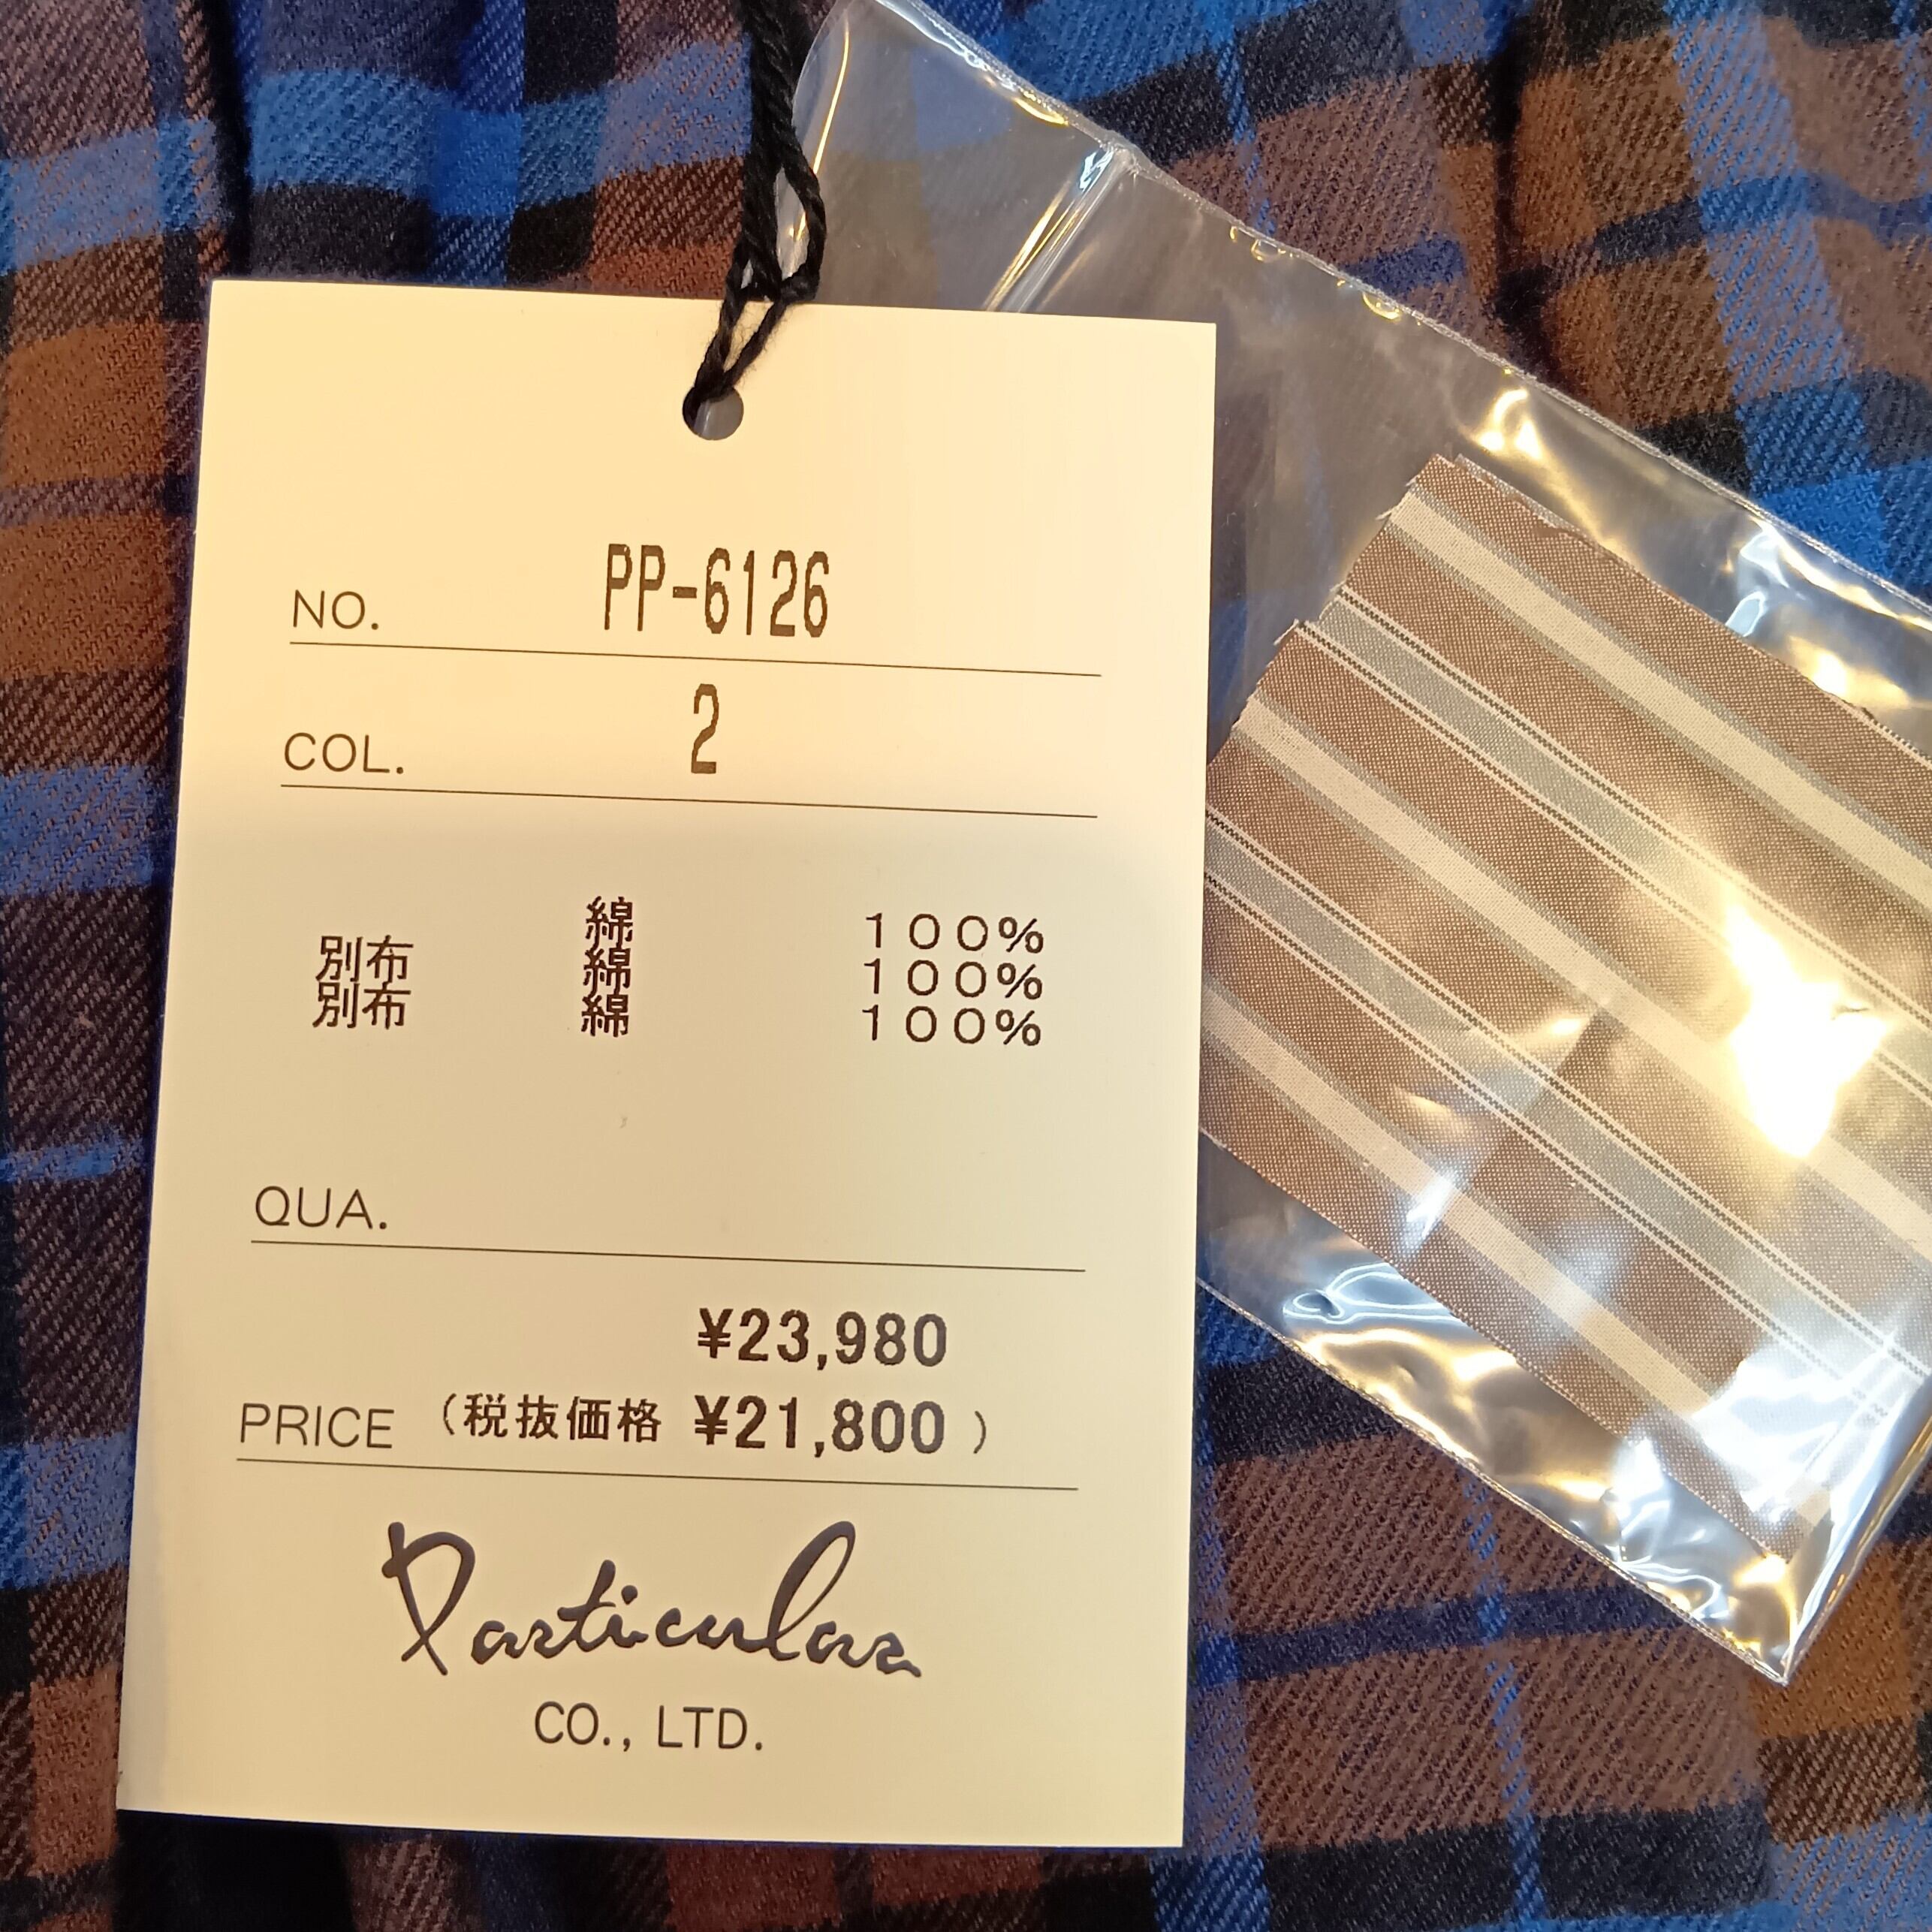 NO. PP-6126
COL. 2
綿 １００%
別布 綿 １００%
別布 綿 １００%
QUA.
¥23,980
PRICE （税抜価格 ¥21,800 ）
Particular
CO., LTD.